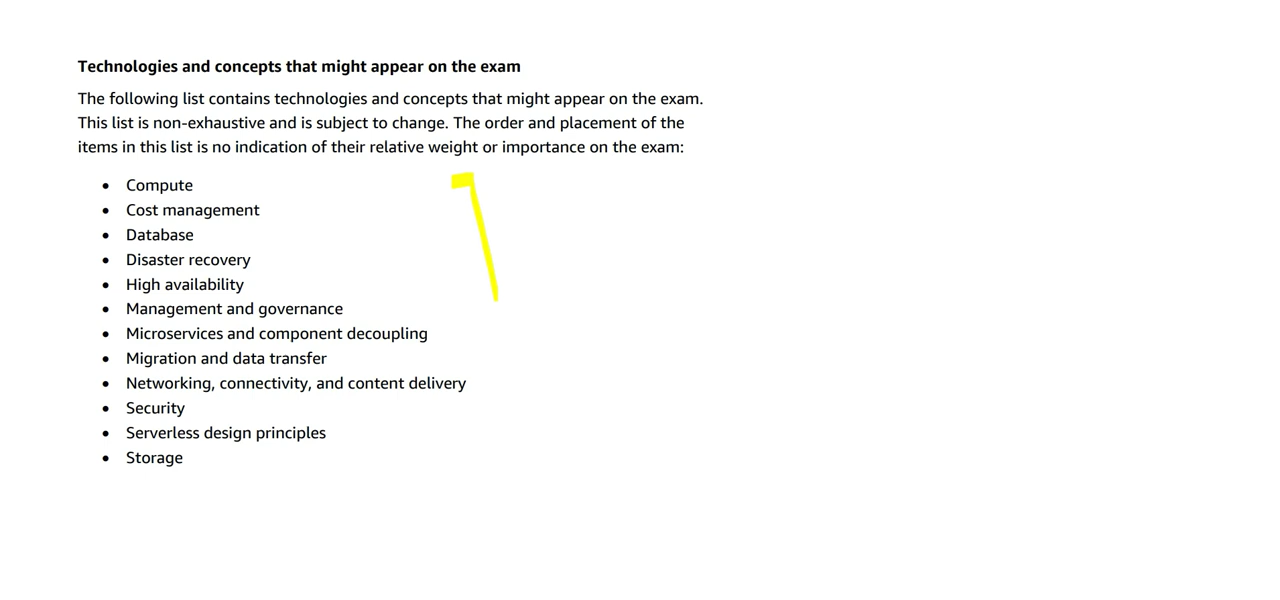 Technologies and concepts that might appear on the exam
The following list contains technologies and concepts that might appear on the exam.
This list is non-exhaustive and is subject to change. The order and placement of the
items in this list is no indication of their relative weight or importance on the exam:
• Compute
• Cost management
• Database
• Disaster recovery
• High availability
• Management and governance
• Microservices and component decoupling
• Migration and data transfer
• Networking, connectivity, and content delivery
• Security
• Serverless design principles
• Storage